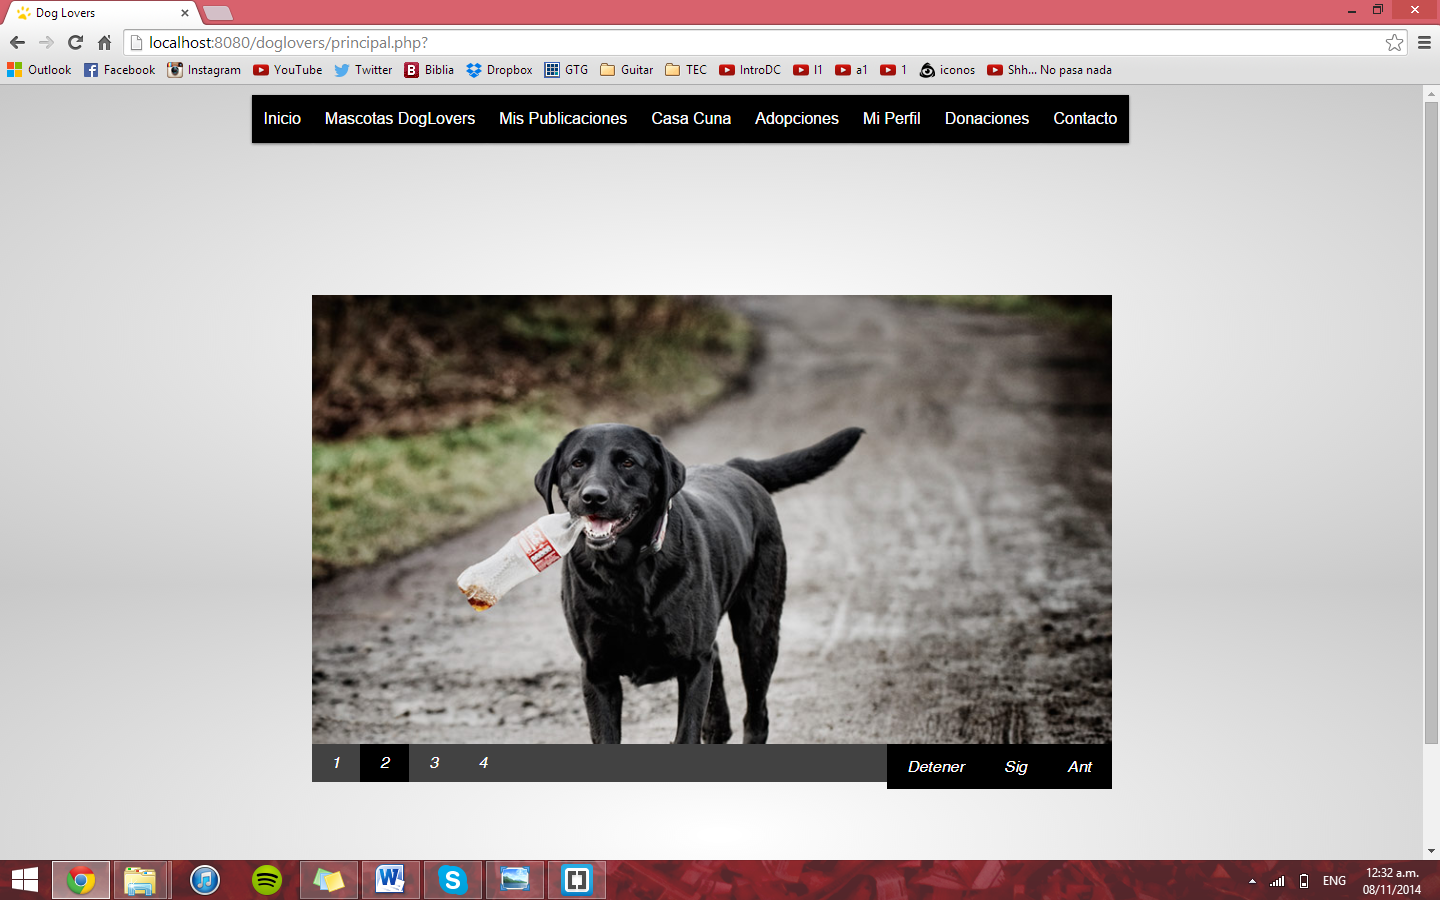 Dog Lovers
localhost:8080/doglovers/principal.php?
Outlook Facebook Instagram YouTube Twitter Biblia Dropbox GTG Guitar TEC IntroDC I1 a1 1 iconos Shh... No pasa nada
Inicio Mascotas DogLovers Mis Publicaciones Casa Cuna Adopciones Mi Perfil Donaciones Contacto
1 2 3 4 Detener Sig Ant
ENG
12:32 a.m.
08/11/2014